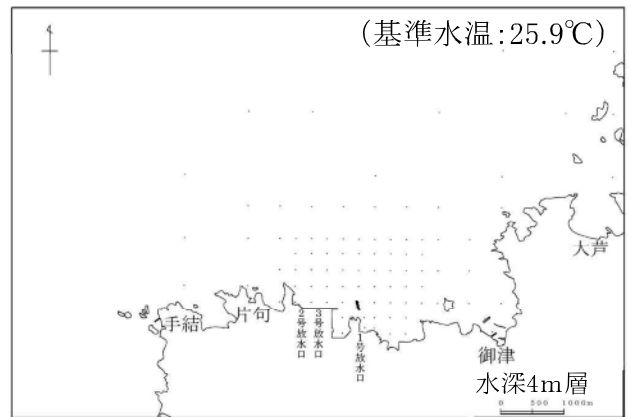 (基準水温:25.9℃)
大芦
手結
片句
2号放水口
3号放水口
1号放水口
御津
水深4m層
0 500 1000m